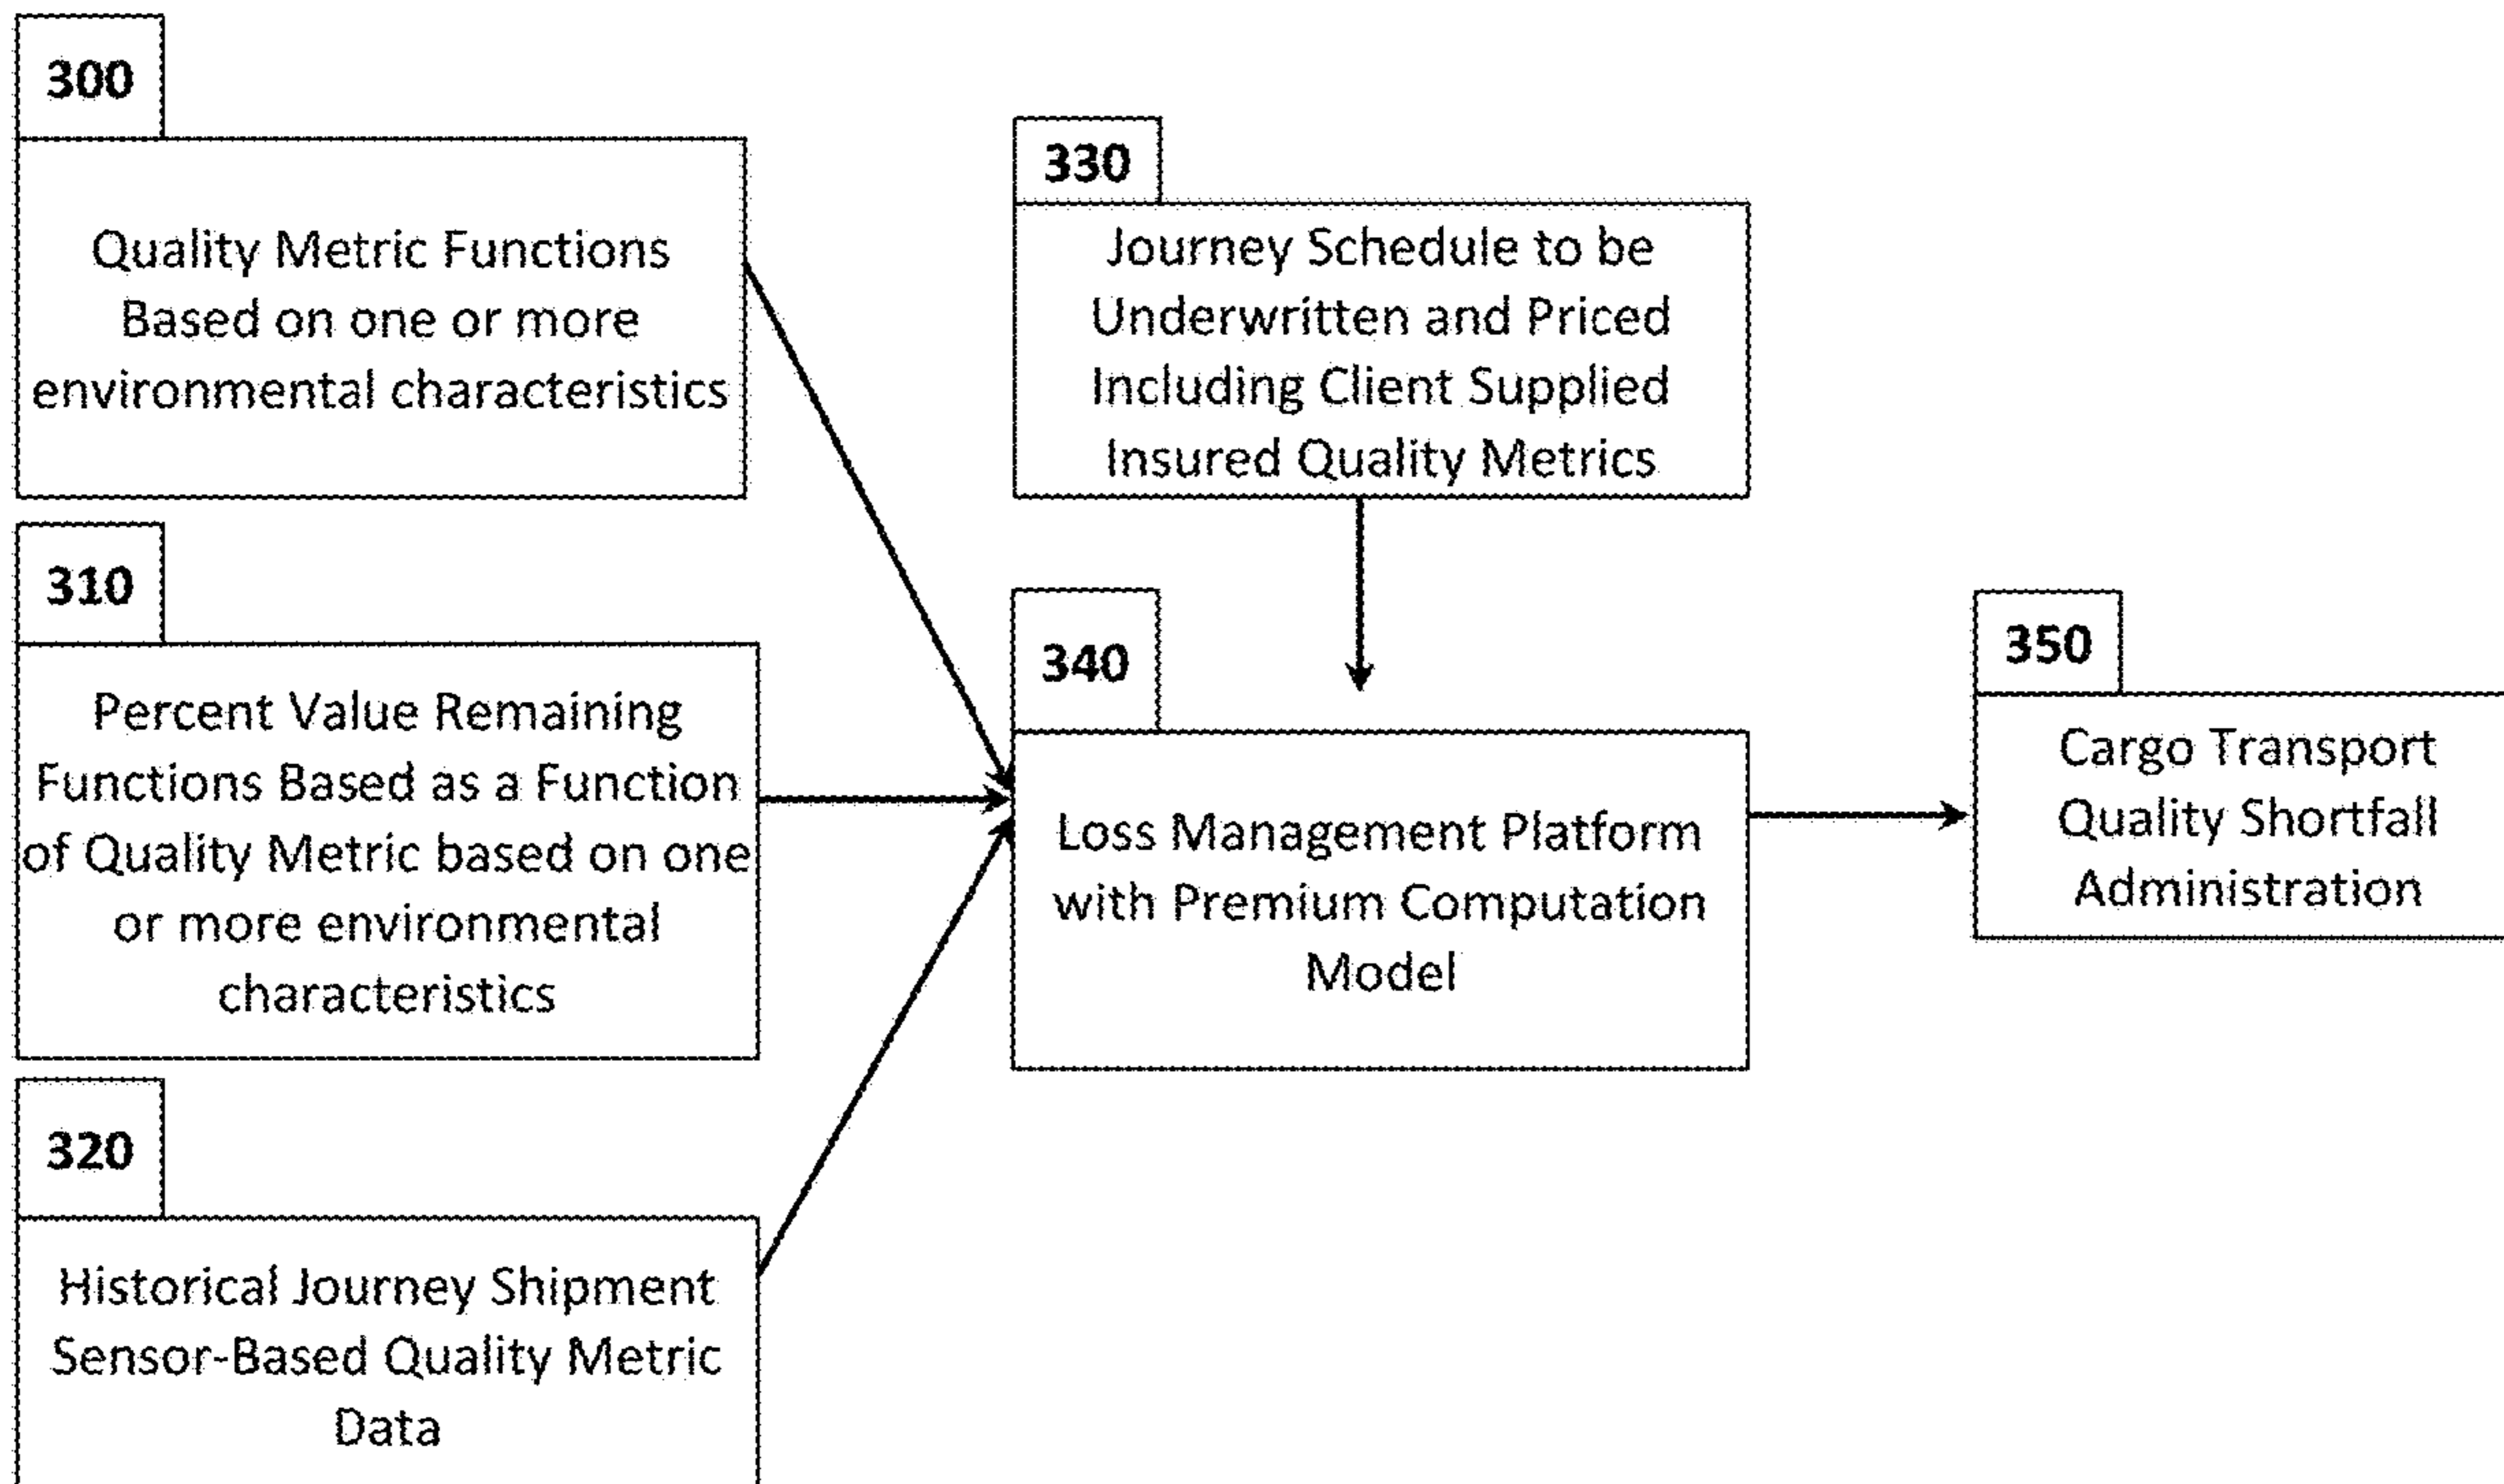 300
Quality Metric Functions
Based on one or more
environmental characteristics
310
Percent Value Remaining
Functions Based as a Function
of Quality Metric based on one
or more environmental
characteristics
320
Historical Journey Shipment
Sensor-Based Quality Metric
Data
330
Journey Schedule to be
Underwritten and Priced
Including Client Supplied
Insured Quality Metrics
340
Loss Management Platform
with Premium Computation
Model
350
Cargo Transport
Quality Shortfall
Administration